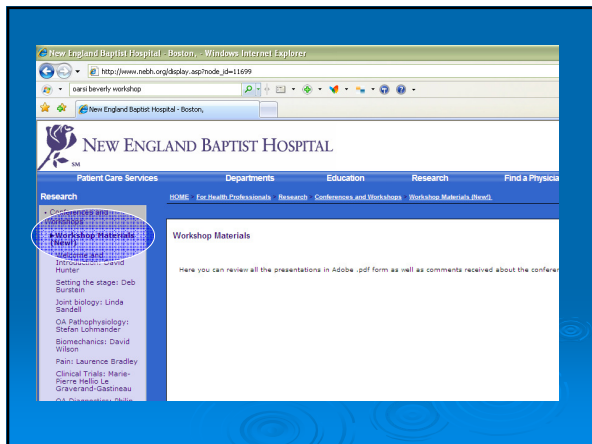 New England Baptist Hospital - Boston, - Windows Internet Explorer
http://www.nebh.org/display.asp?node_id=11699
oarsi beverly workshop
New England Baptist Hospital - Boston,
NEW ENGLAND BAPTIST HOSPITAL
SM
Patient Care Services Departments Education Research Find a Physicia
Research
HOME For Health Professionals Research Conferences and Workshops Workshop Materials (New!)
Conferences and
Workshops
Workshop Materials
(New!)
Welcome and
Introduction: David
Hunter
Setting the stage: Deb
Burstein
Joint biology: Linda
Sandell
OA Pathophysiology:
Stefan Lohmander
Biomechanics: David
Wilson
Pain: Laurence Bradley
Clinical Trials: Marie-
Pierre Hellio Le
Graverand-Gastineau
OA Diagnostics: Philip
Workshop Materials
Here you can review all the presentations in Adobe .pdf form as well as comments received about the conferen